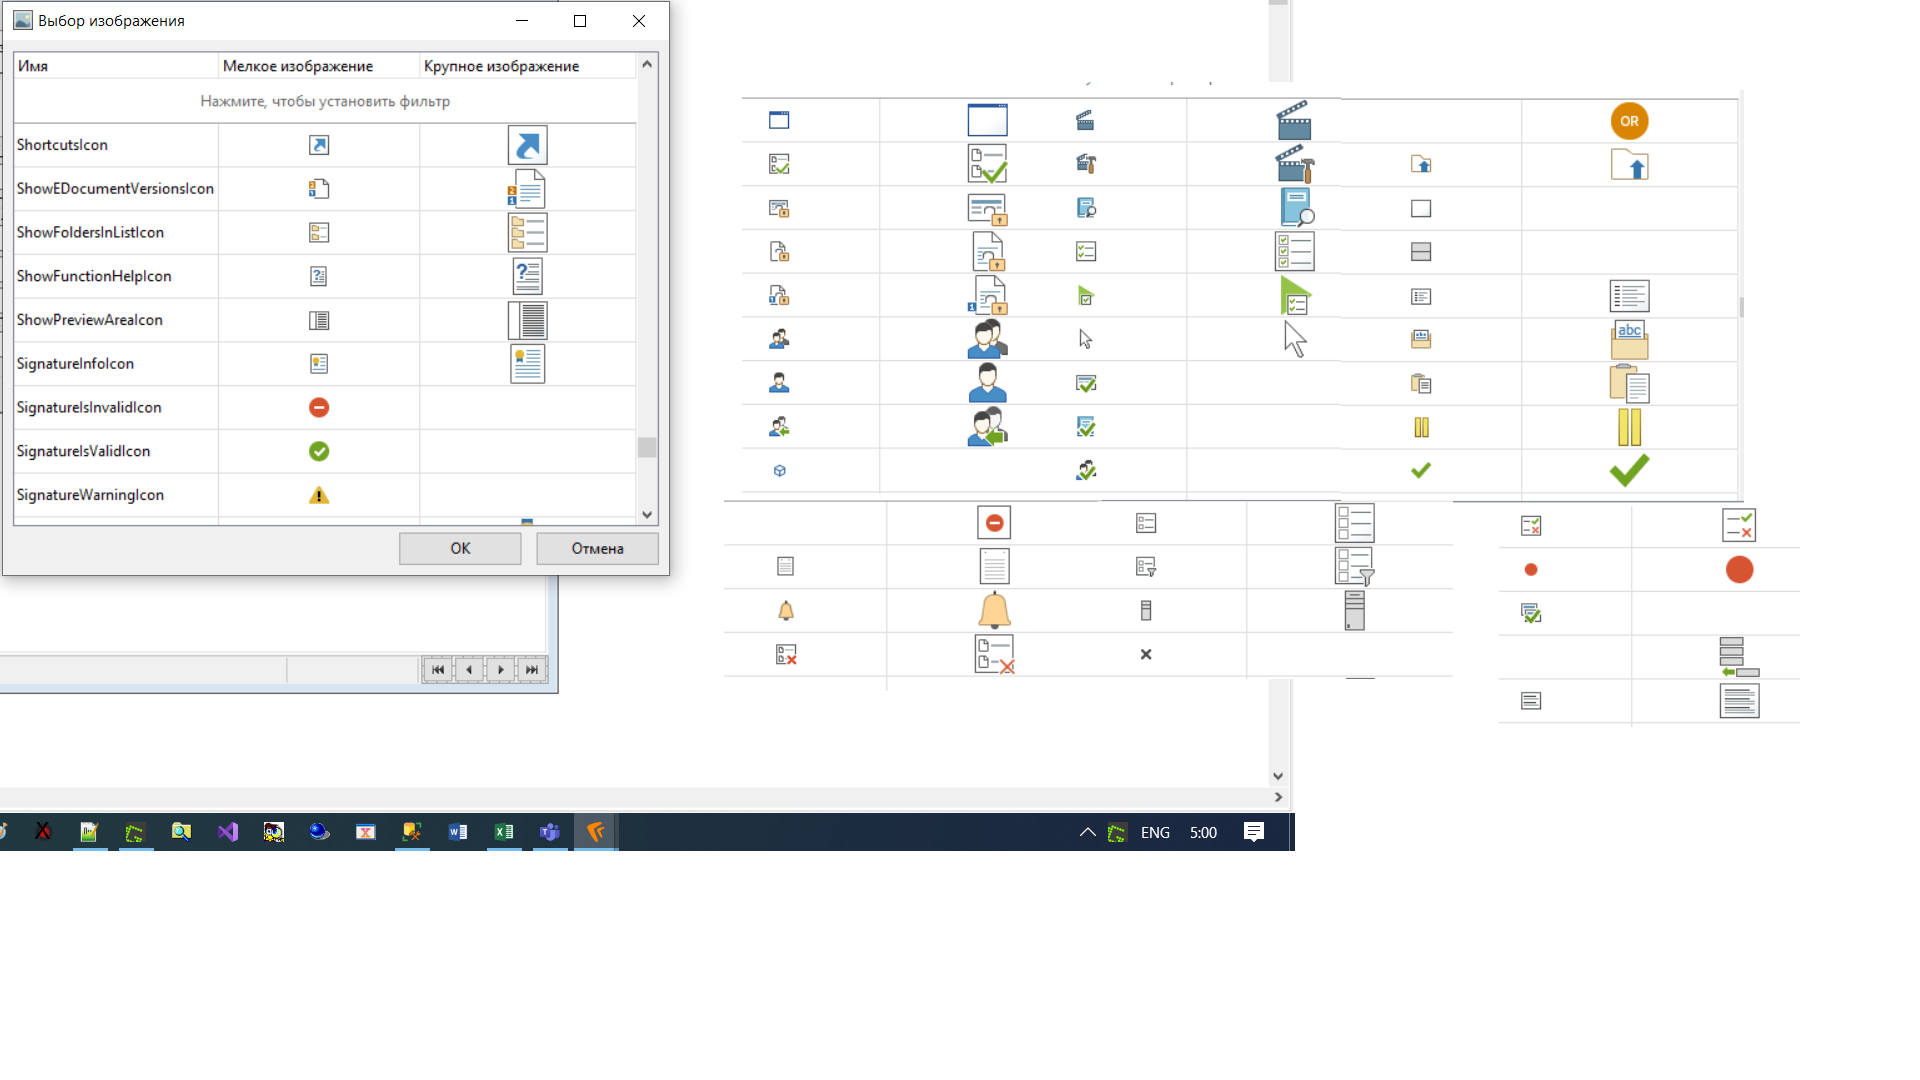 Выбор изображения
Имя Мелкое изображение Крупное изображение
Нажмите, чтобы установить фильтр
ShortcutsIcon
ShowEDocumentVersionsIcon
ShowFoldersInListIcon
ShowFunctionHelpIcon
ShowPreviewAreaIcon
SignatureInfoIcon
SignatureIsInvalidIcon
SignatureIsValidIcon
SignatureWarningIcon
OK Отмена
OR
abc
ENG 5:00